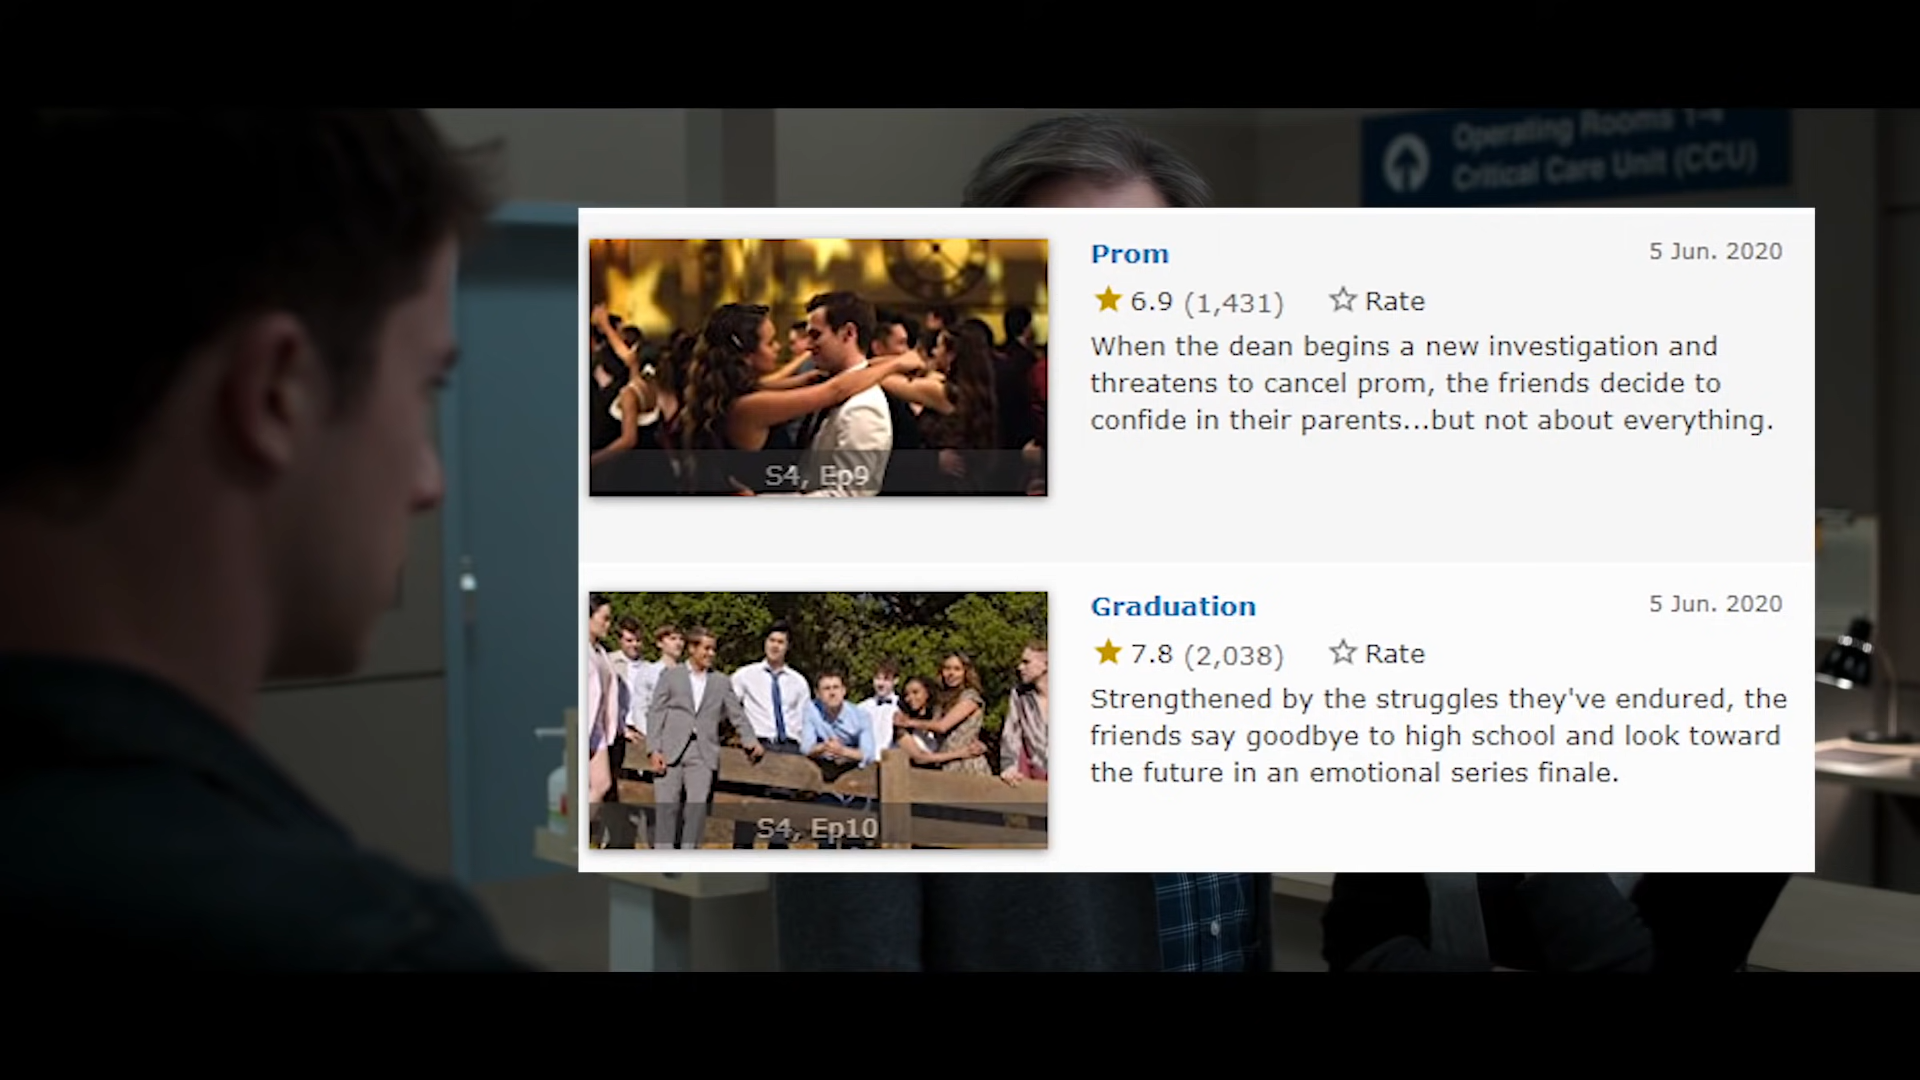 Operating Rooms 1-4
Critical Care Unit (CCU)
Prom
5 Jun. 2020
6.9 (1,431)
Rate
When the dean begins a new investigation and
threatens to cancel prom, the friends decide to
confide in their parents...but not about everything.
S4, Ep9
Graduation
5 Jun. 2020
7.8 (2,038)
Rate
Strengthened by the struggles they've endured, the
friends say goodbye to high school and look toward
the future in an emotional series finale.
S4, Ep10